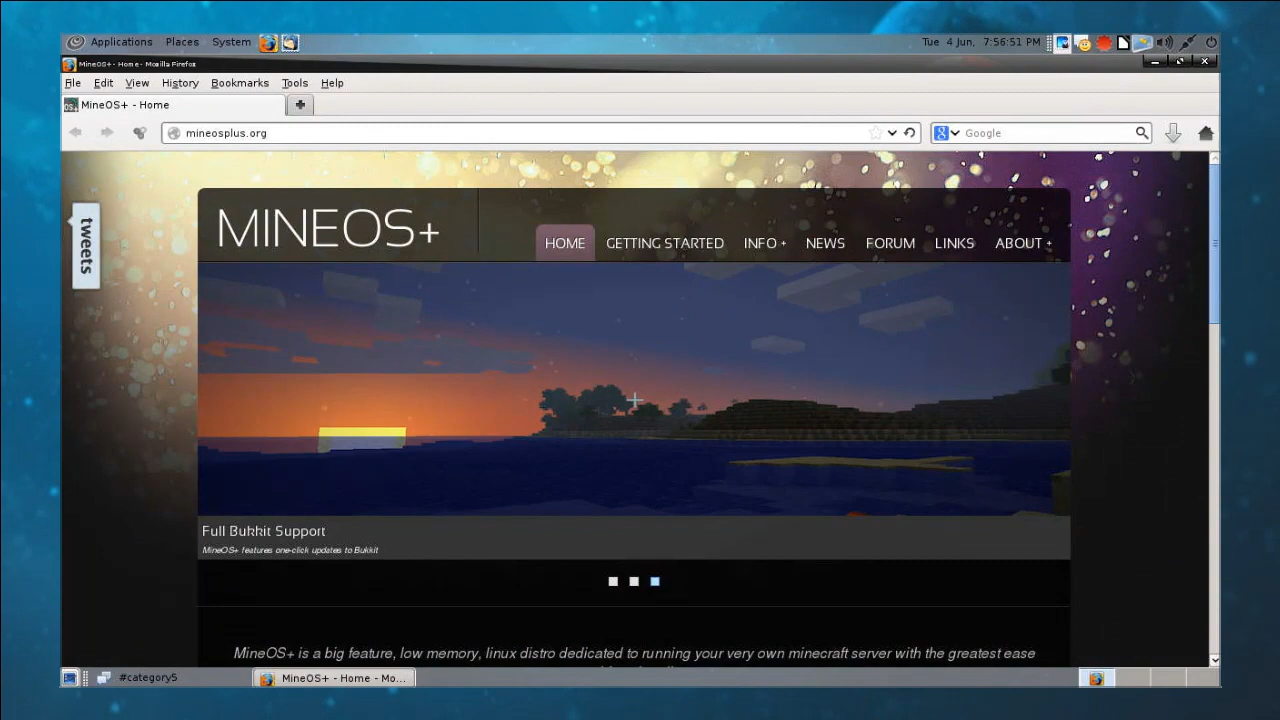 Applications Places System
Tue 4 Jun, 7:56:51 PM
MineOS+ - Home - Mozilla Firefox
File Edit View History Bookmarks Tools Help
MineOS+ - Home
mineosplus.org
Google
tweets
MINEOS+
HOME GETTING STARTED INFO + NEWS FORUM LINKS ABOUT +
Full Bukkit Support
MineOS+ features one-click updates to Bukkit
MineOS+ is a big feature, low memory, linux distro dedicated to running your very own minecraft server with the greatest ease
#category5
MineOS+ - Home - Mo...